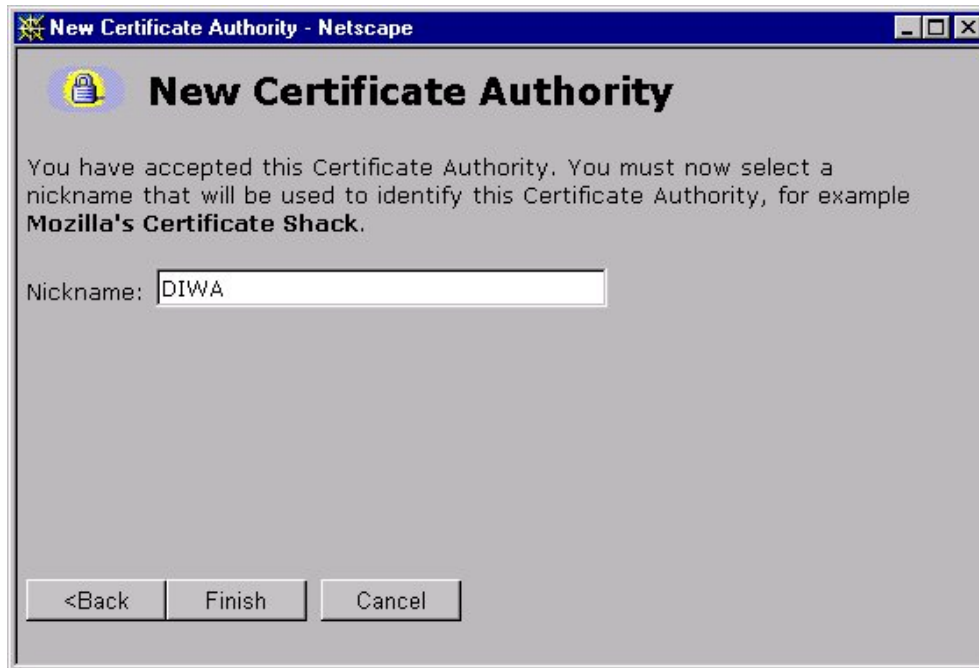 New Certificate Authority - Netscape
New Certificate Authority
You have accepted this Certificate Authority. You must now select a
nickname that will be used to identify this Certificate Authority, for example
Mozilla's Certificate Shack.
Nickname: DIWA
<Back Finish Cancel